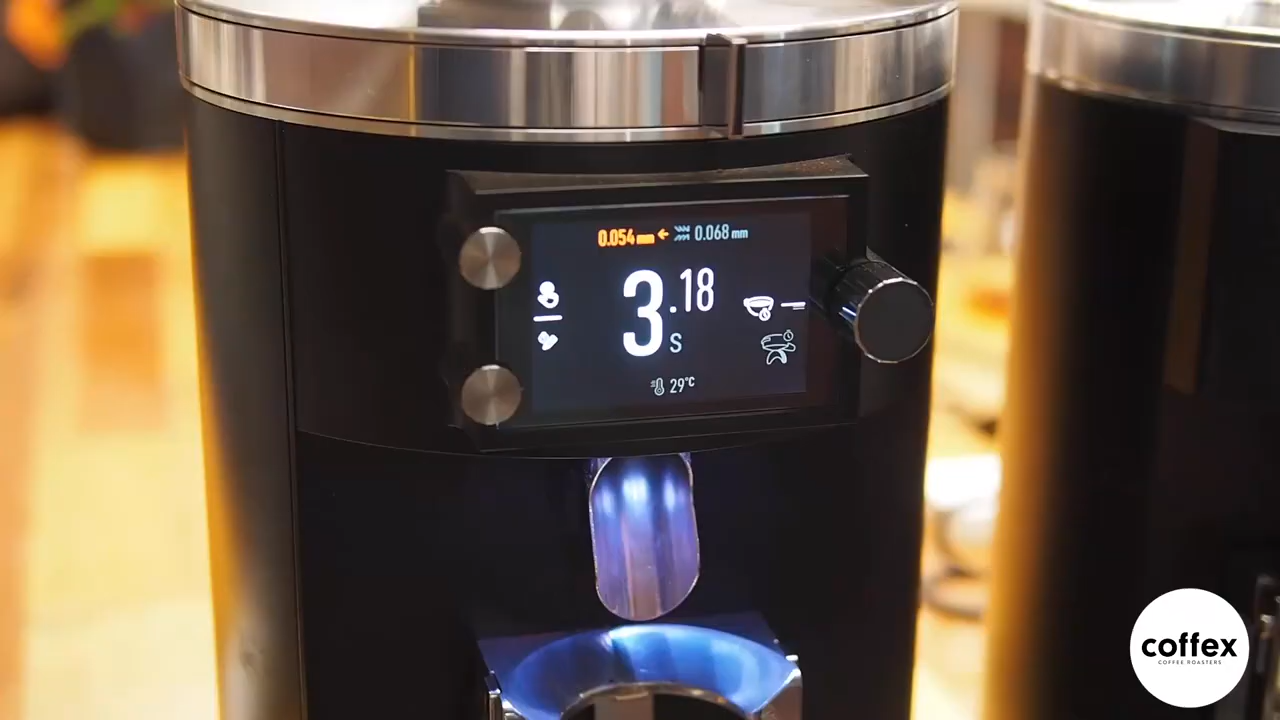 0.054 mm ← 0.068 mm
3.18
s
29°C
coffex
COFFEE ROASTERS